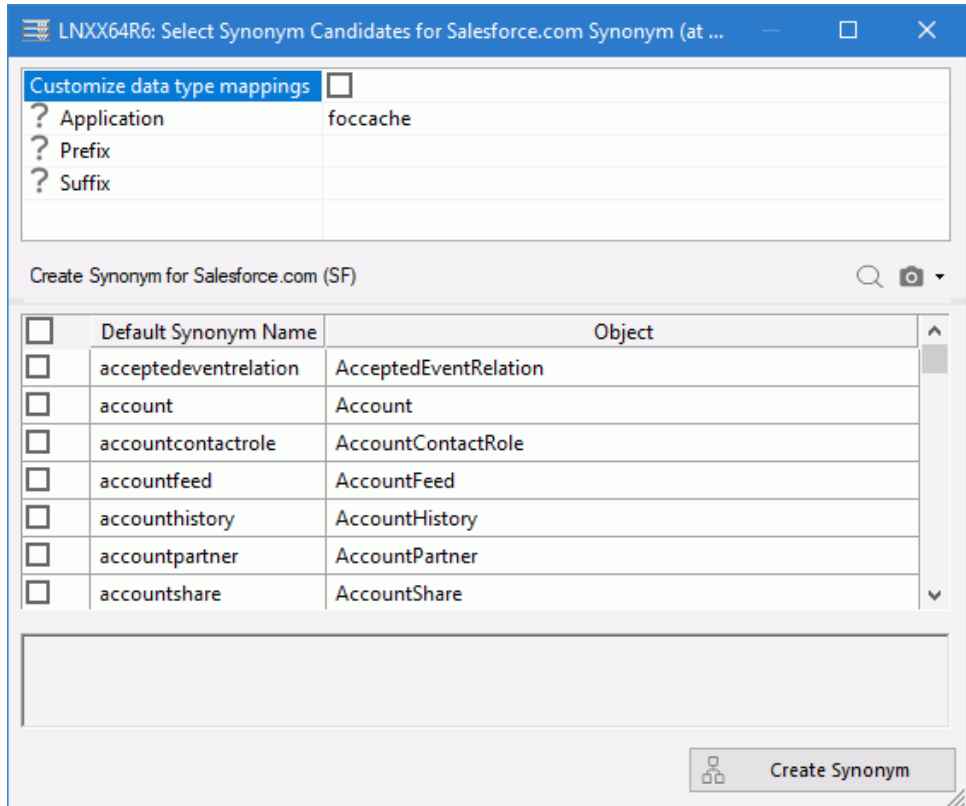 LNXX64R6: Select Synonym Candidates for Salesforce.com Synonym (at ...
Customize data type mappings
? Application foccache
? Prefix
? Suffix
Create Synonym for Salesforce.com (SF)
Default Synonym Name Object
acceptedeventrelation AcceptedEventRelation
account Account
accountcontactrole AccountContactRole
accountfeed AccountFeed
accounthistory AccountHistory
accountpartner AccountPartner
accountshare AccountShare
Create Synonym